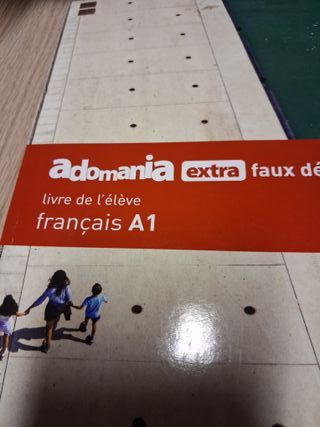 adomania extra faux dé
livre de l'élève
français A1